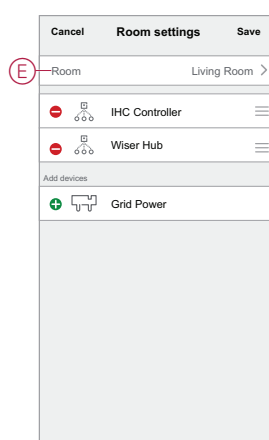 Cancel Room settings Save
E Room Living Room >
IHC Controller
Wiser Hub
Add devices
Grid Power